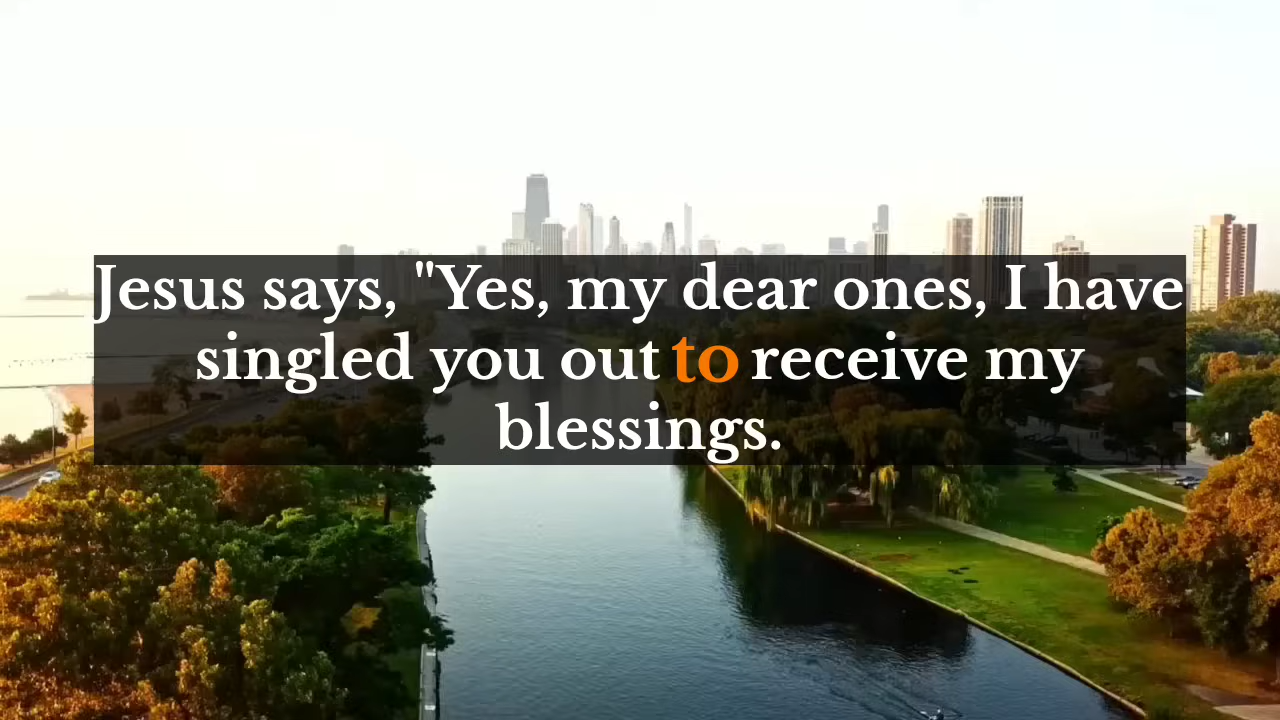 Jesus says, "Yes, my dear ones, I have
singled you out to receive my
blessings.